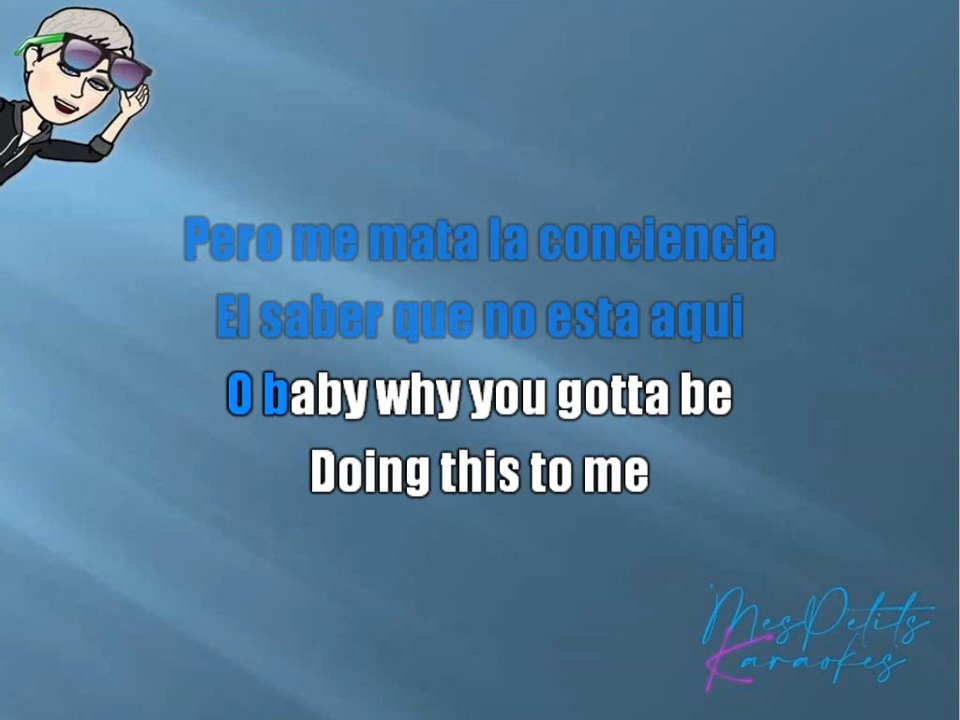 Pero me mata la conciencia
El saber que no esta aqui
O baby why you gotta be
Doing this to me
MesPetits
Karaokes